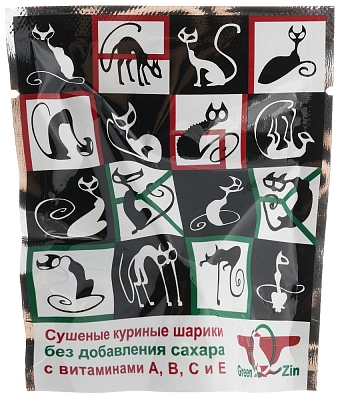 Сушеные куриные шарики
без добавления сахара
с витаминами А, В, С и Е
Green Zin